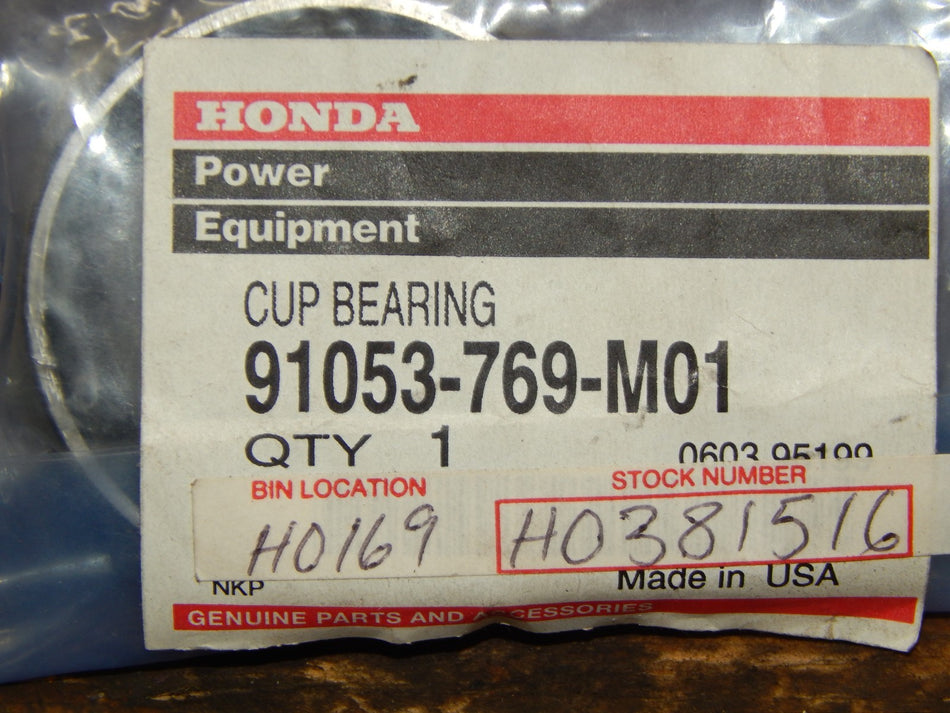 HONDA
Power
Equipment
CUP BEARING
91053-769-M01
QTY 1
0603 95199
BIN LOCATION
STOCK NUMBER
H0169
H0381516
NKP
Made in USA
GENUINE PARTS AND ACCESSORIES